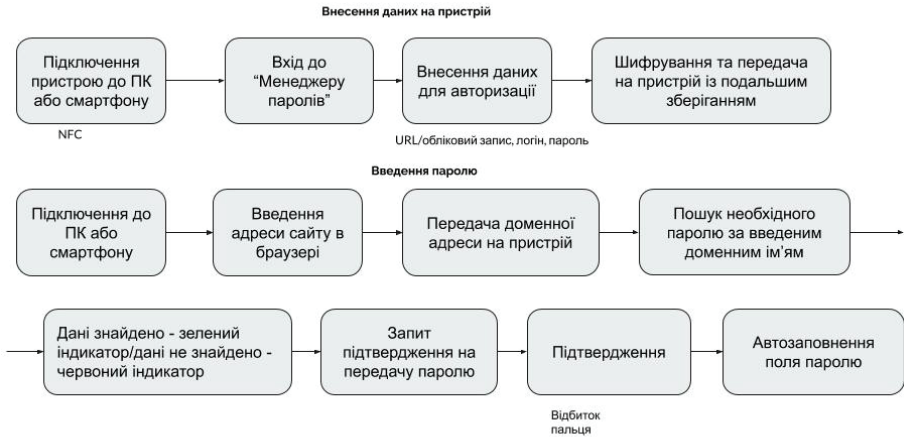 Внесення даних на пристрій
Підключення
пристрою до ПК
або смартфону
Вхід до
“Менеджеру
паролів”
Внесення даних
для авторизації
Шифрування та передача
на пристрій із подальшим
зберіганням
NFC
URL/обліковий запис, логін, пароль
Введення паролю
Підключення до
ПК або
смартфону
Введення
адреси сайту в
браузері
Передача доменної
адреси на пристрій
Пошук необхідного
паролю за введеним
доменним ім'ям
Дані знайдено - зелений
індикатор/дані не знайдено -
червоний індикатор
Запит
підтвердження на
передачу паролю
Підтвердження
Автозаповнення
поля паролю
Відбиток
пальця